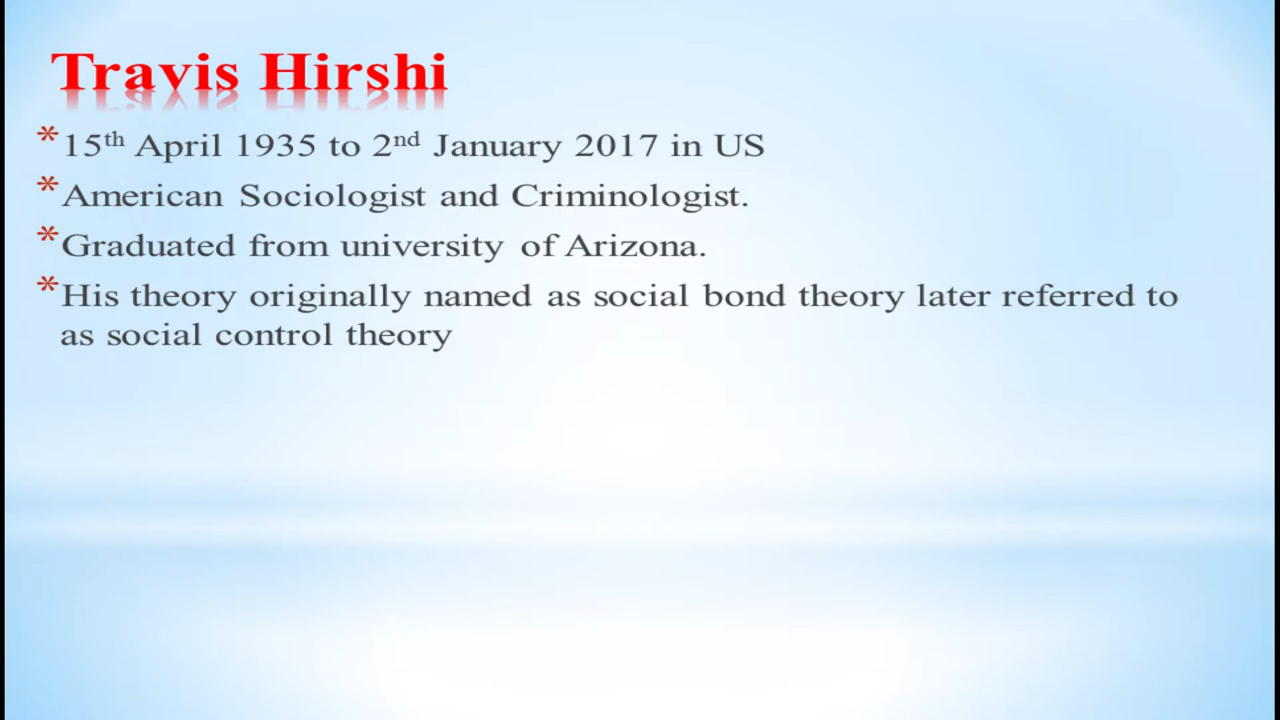 Travis Hirshi
*15th April 1935 to 2nd January 2017 in US
*American Sociologist and Criminologist.
*Graduated from university of Arizona.
*His theory originally named as social bond theory later referred to
as social control theory